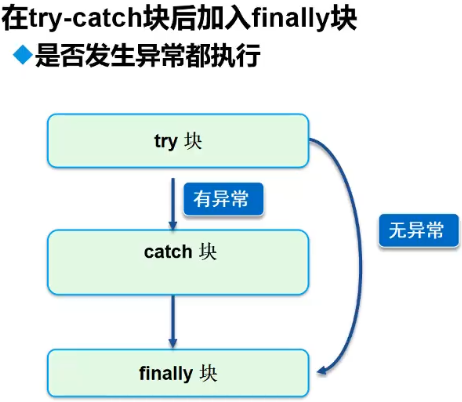 在try-catch块后加入finally块
是否发生异常都执行
try 块
有异常
无异常
catch 块
finally 块